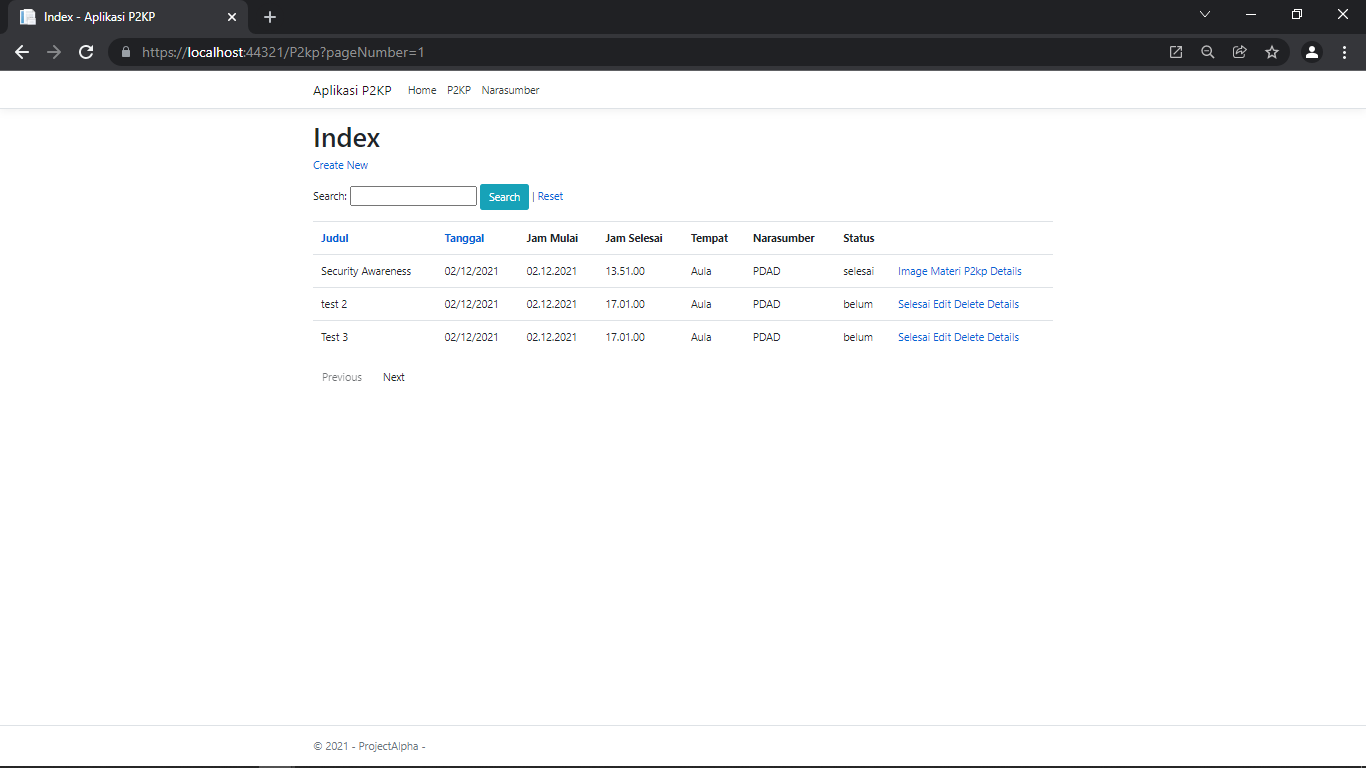 Index - Aplikasi P2KP
https://localhost:44321/P2kp?pageNumber=1
Aplikasi P2KP Home P2KP Narasumber
Index
Create New
Search: Search | Reset
Judul Tanggal Jam Mulai Jam Selesai Tempat Narasumber Status
Security Awareness 02/12/2021 02.12.2021 13.51.00 Aula PDAD selesai Image Materi P2kp Details
test 2 02/12/2021 02.12.2021 17.01.00 Aula PDAD belum Selesai Edit Delete Details
Test 3 02/12/2021 02.12.2021 17.01.00 Aula PDAD belum Selesai Edit Delete Details
Previous Next
© 2021 - ProjectAlpha -